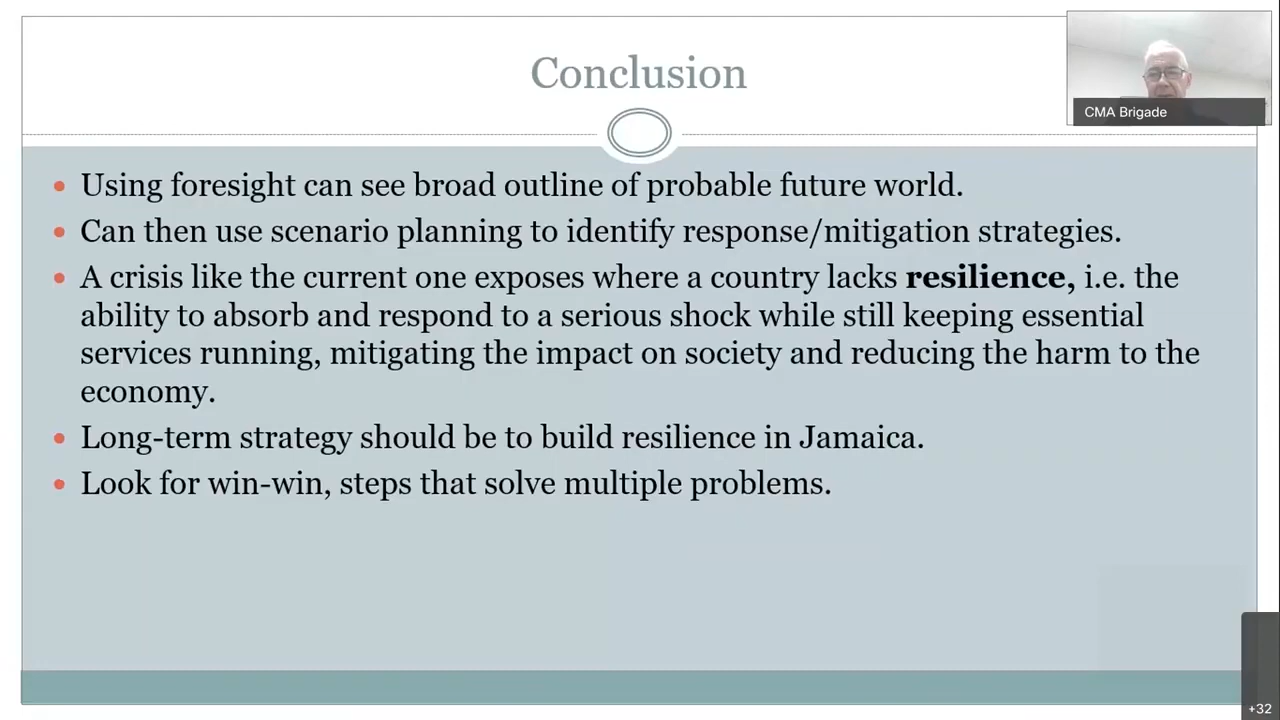 Conclusion
CMA Brigade
Using foresight can see broad outline of probable future world.
Can then use scenario planning to identify response/mitigation strategies.
A crisis like the current one exposes where a country lacks resilience, i.e. the
ability to absorb and respond to a serious shock while still keeping essential
services running, mitigating the impact on society and reducing the harm to the
economy.
Long-term strategy should be to build resilience in Jamaica.
Look for win-win, steps that solve multiple problems.
+32